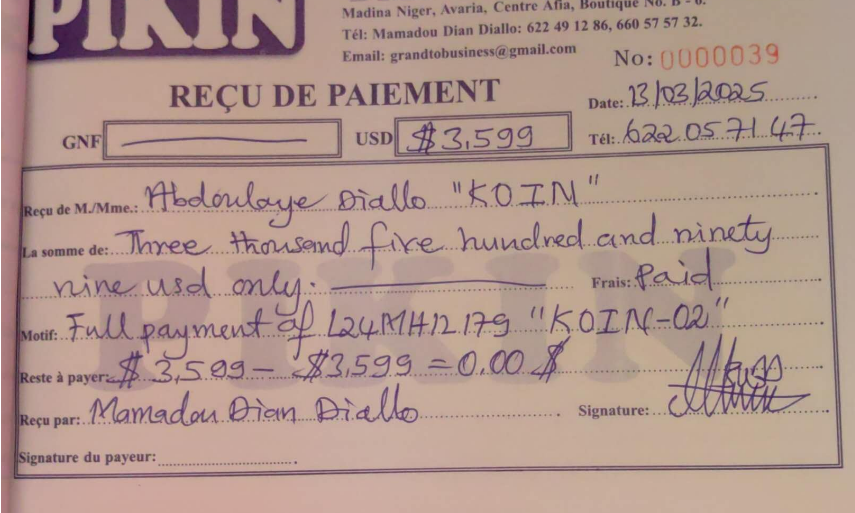 PIKIN
Madina Niger, Avaria, Centre Afia, Boutique No. B - 6.
Tél: Mamadou Dian Diallo: 622 49 12 86, 660 57 57 32.
Email: grandtobusiness@gmail.com
No: 0000039
REÇU DE PAIEMENT
Date: 13/03/2025
GNF
USD $3,599
Tél: 622 05 71 47
Reçu de M./Mme.: Abdoulaye Diallo "KOIN"
La somme de: Three thousand five hundred and ninety
nine usd only. Frais: Paid
Motif: Full payment of L24MH12179 "KOIN-02"
Reste à payer: $ 3,599 - $3,599 = 0.00 $
Reçu par: Mamadou Dian Diallo Signature:
Signature du payeur:
PIKIN